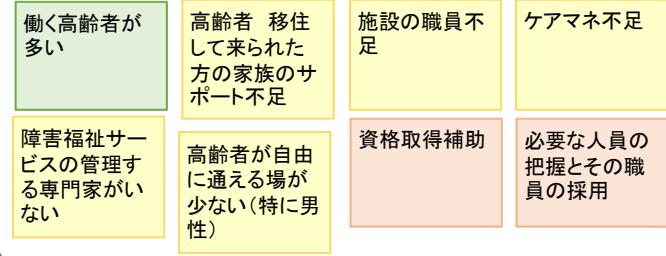 働く高齢者が
多い
高齢者　移住
して来られた
方の家族のサ
ポート不足
施設の職員不
足
ケアマネ不足
障害福祉サー
ビスの管理す
る専門家がい
ない
高齢者が自由
に通える場が
少ない（特に男
性）
資格取得補助
必要な人員の
把握とその職
員の採用